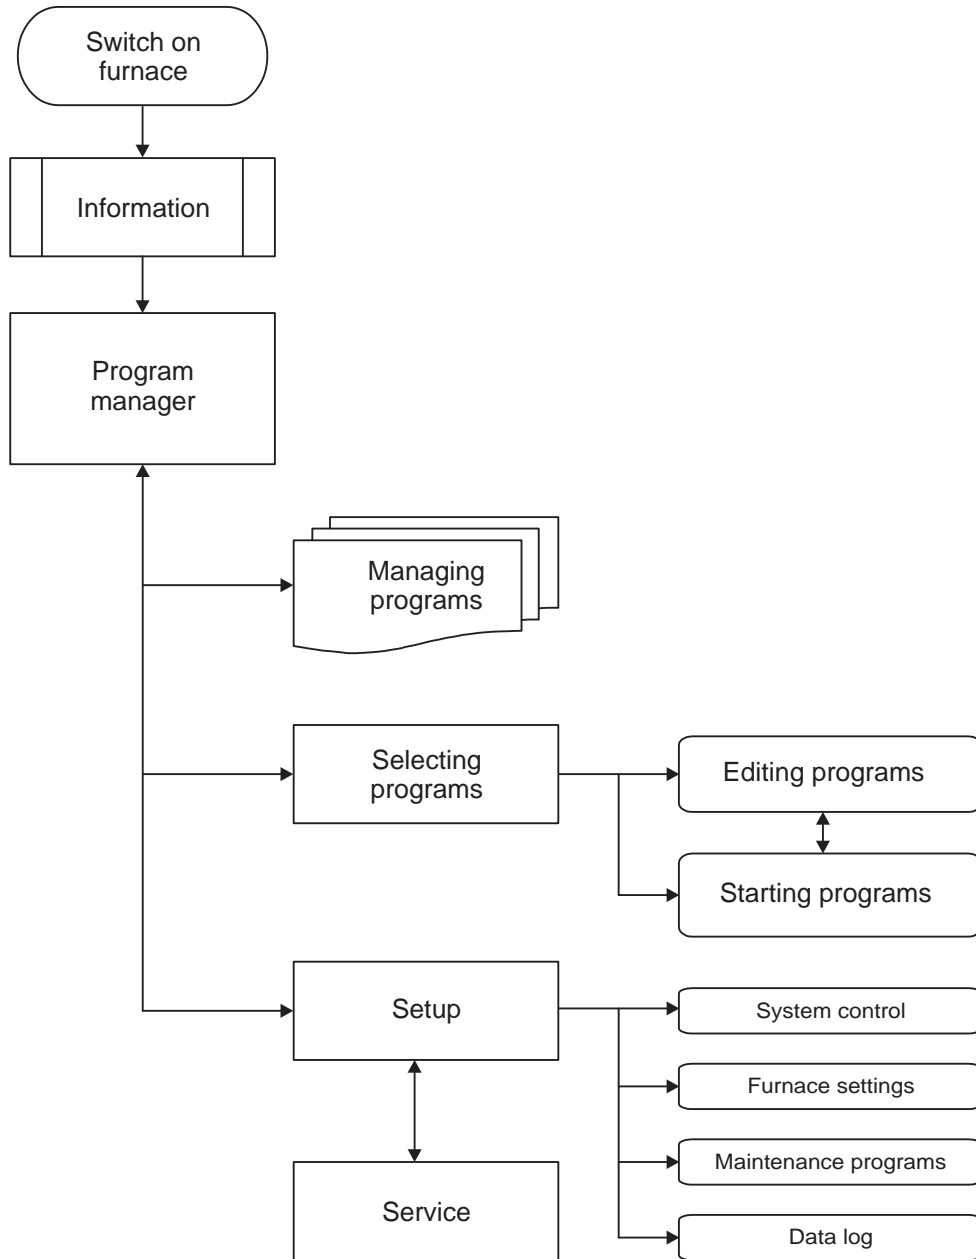 Switch on
furnace
Information
Program
manager
Managing
programs
Selecting
programs
Editing programs
Starting programs
Setup
System control
Furnace settings
Maintenance programs
Service
Data log